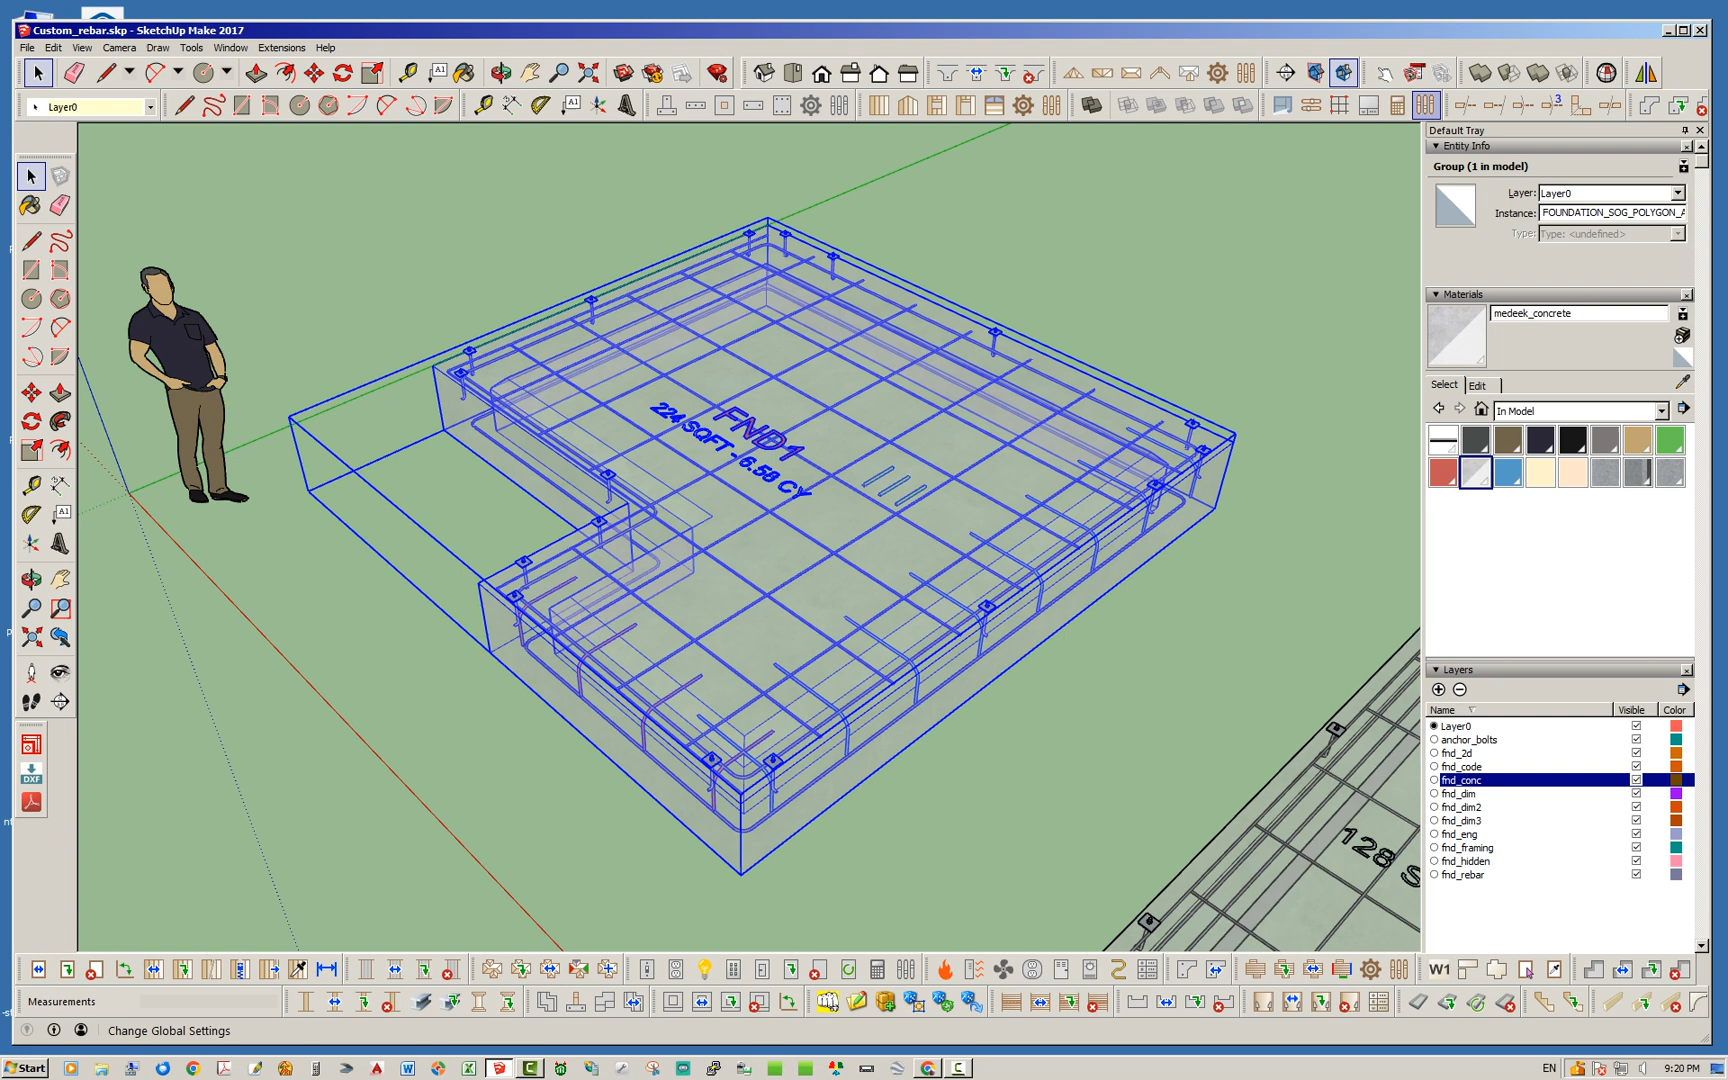 Custom_rebar.skp - SketchUp Make 2017
File Edit View Camera Draw Tools Window Extensions Help
Layer0
Default Tray
Entity Info
Group (1 in model)
Layer: Layer0
Instance: FOUNDATION_SOG_POLYGON_A
Type: Type: <undefined>
Materials
medeek_concrete
Select Edit
In Model
FND1
224 SQFT - 6.58 CY
128 S
Layers
Name Visible Color
Layer0
anchor_bolts
fnd_2d
fnd_code
fnd_conc
fnd_dim
fnd_dim2
fnd_dim3
fnd_eng
fnd_framing
fnd_hidden
fnd_rebar
DXF
W1
Measurements
Change Global Settings
Start
EN
9:20 PM